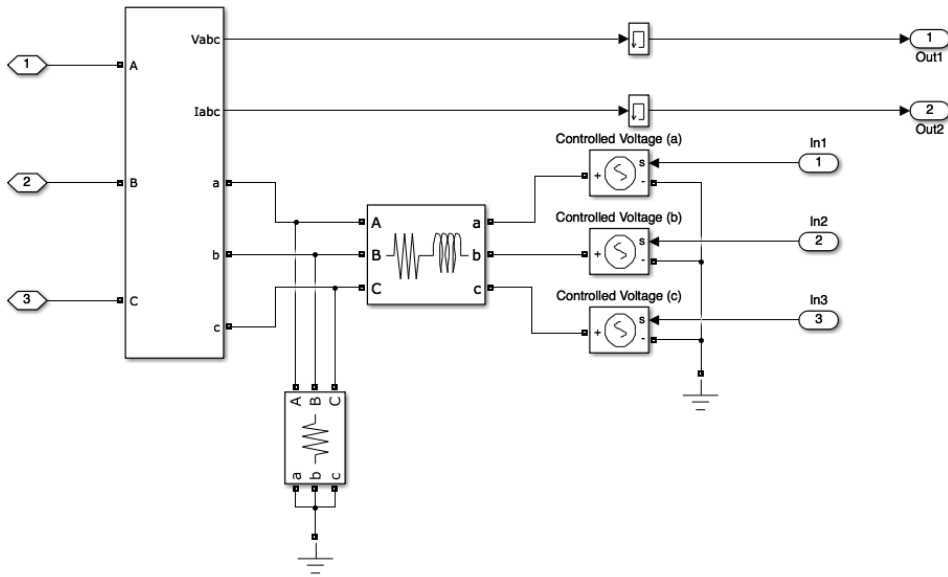 Vabc
1
Out1
1
A
Iabc
2
Out2
Controlled Voltage (a)
In1
s
1
+
-
2
B
a
A
a
Controlled Voltage (b)
In2
s
2
b
B
b
+
-
C
c
Controlled Voltage (c)
In3
3
C
s
3
c
+
-
A
B
C
a
b
c